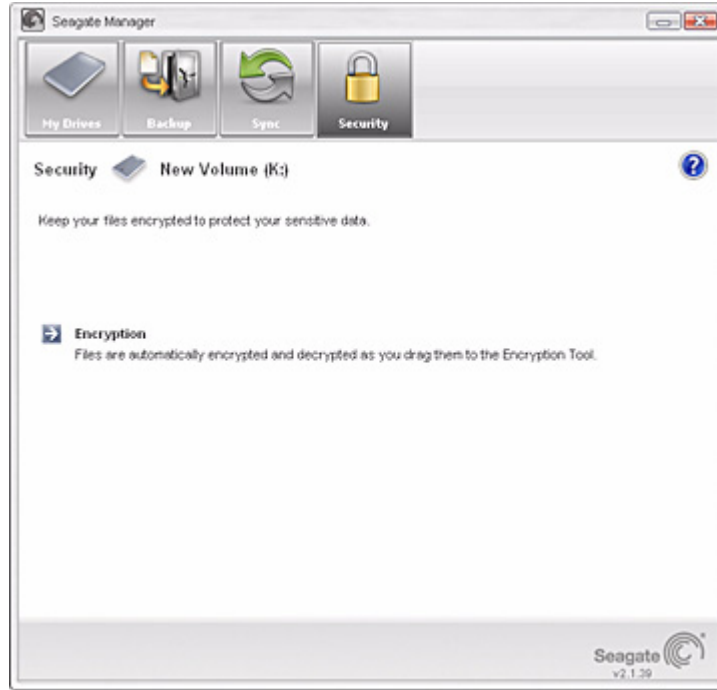 Seagate Manager
My Drives Backup Sync Security
Security New Volume (K:)
Keep your files encrypted to protect your sensitive data.
Encryption
Files are automatically encrypted and decrypted as you drag them to the Encryption Tool.
Seagate
v2.1.39